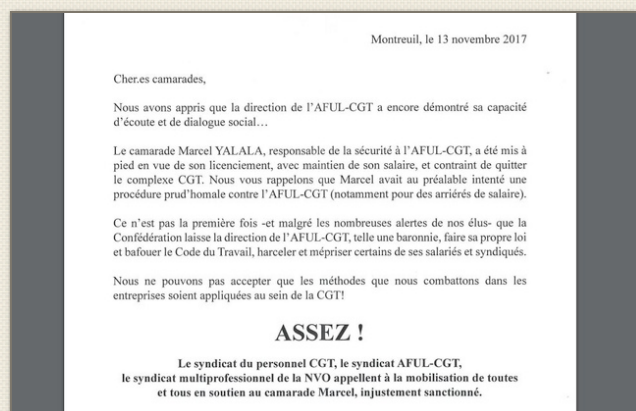 Montreuil, le 13 novembre 2017
Cher.es camarades,
Nous avons appris que la direction de l'AFUL-CGT a encore démontré sa capacité
d'écoute et de dialogue social…
Le camarade Marcel YALALA, responsable de la sécurité à l'AFUL-CGT, a été mis à
pied en vue de son licenciement, avec maintien de son salaire, et contraint de quitter
le complexe CGT. Nous vous rappelons que Marcel avait au préalable intenté une
procédure prud'homale contre l'AFUL-CGT (notamment pour des arriérés de salaire).
Ce n'est pas la première fois -et malgré les nombreuses alertes de nos élus- que la
Confédération laisse la direction de l'AFUL-CGT, telle une baronnie, faire sa propre loi
et bafouer le Code du Travail, harceler et mépriser certains de ses salariés et syndiqués.
Nous ne pouvons pas accepter que les méthodes que nous combattons dans les
entreprises soient appliquées au sein de la CGT!
ASSEZ !
Le syndicat du personnel CGT, le syndicat AFUL-CGT,
le syndicat multiprofessionnel de la NVO appellent à la mobilisation de toutes
et tous en soutien au camarade Marcel, injustement sanctionné.